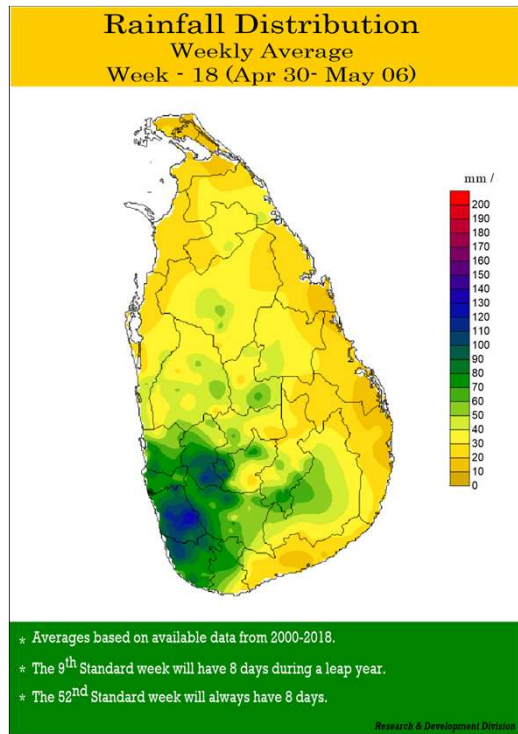 Rainfall Distribution
Weekly Average
Week - 18 (Apr 30- May 06)
mm /
200
190
180
170
160
150
140
130
120
110
100
90
80
70
60
50
40
30
20
10
0
* Averages based on available data from 2000-2018.
* The 9th Standard week will have 8 days during a leap year.
* The 52nd Standard week will always have 8 days.
Research & Development Division